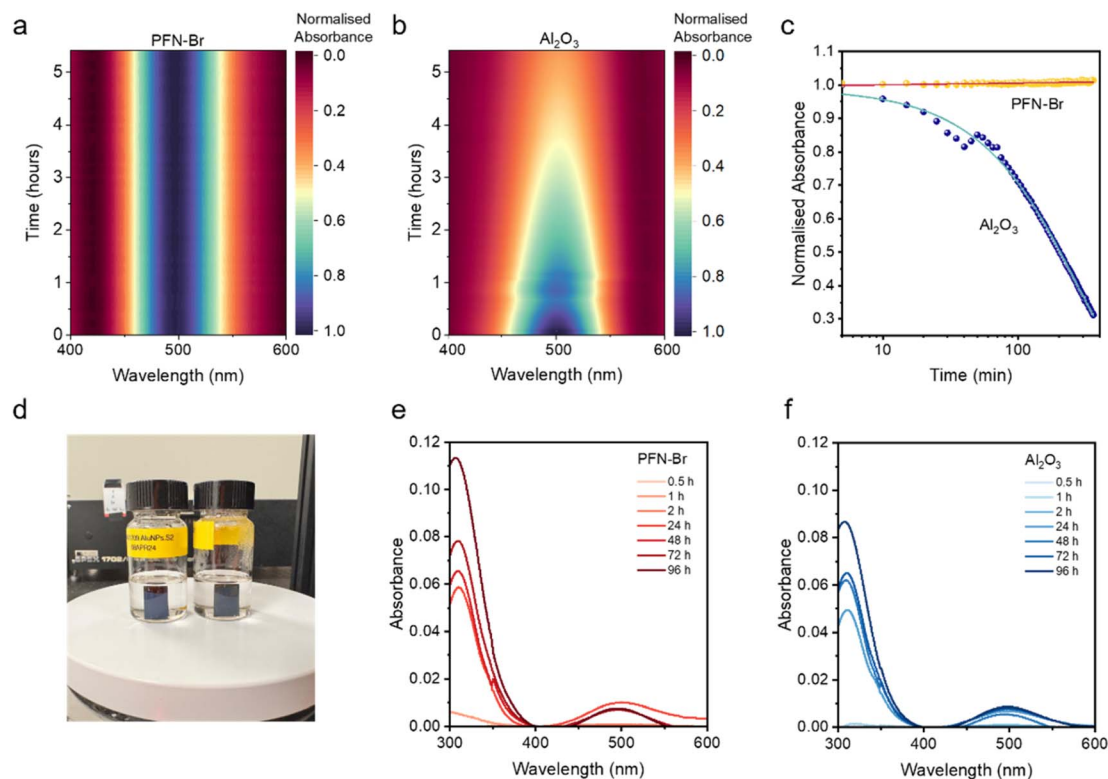 a
PFN-Br
Normalised
Absorbance
Time (hours)
5
4
3
2
1
0
400
500
600
Wavelength (nm)
0.0
0.2
0.4
0.6
0.8
1.0
b
Al₂O₃
Normalised
Absorbance
Time (hours)
5
4
3
2
1
0
400
500
600
Wavelength (nm)
0.0
0.2
0.4
0.6
0.8
1.0
c
Normalised Absorbance
1.1
1.0
0.9
0.8
0.7
0.6
0.5
0.4
0.3
PFN-Br
Al₂O₃
10
100
Time (min)
d
e
Absorbance
0.12
0.10
0.08
0.06
0.04
0.02
0.00
PFN-Br
0.5 h
1 h
2 h
24 h
48 h
72 h
96 h
300
400
500
600
Wavelength (nm)
f
Absorbance
0.12
0.10
0.08
0.06
0.04
0.02
0.00
Al₂O₃
0.5 h
1 h
2 h
24 h
48 h
72 h
96 h
300
400
500
600
Wavelength (nm)